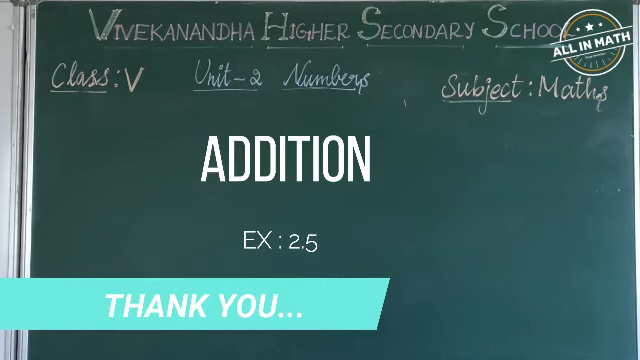 VIVEKANANDHA HIGHER SECONDARY SCHOOL
ALL IN MATH
Class : V Unit-2 Numbers Subject : Maths
ADDITION
EX : 2.5
THANK YOU...